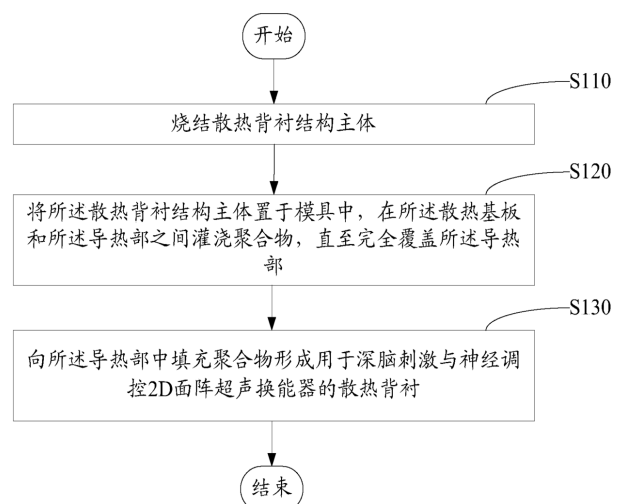 开始
S110
烧结散热背衬结构主体
S120
将所述散热背衬结构主体置于模具中，在所述散热基板
和所述导热部之间灌浇聚合物，直至完全覆盖所述导热
部
S130
向所述导热部中填充聚合物形成用于深脑刺激与神经调
控2D面阵超声换能器的散热背衬
结束